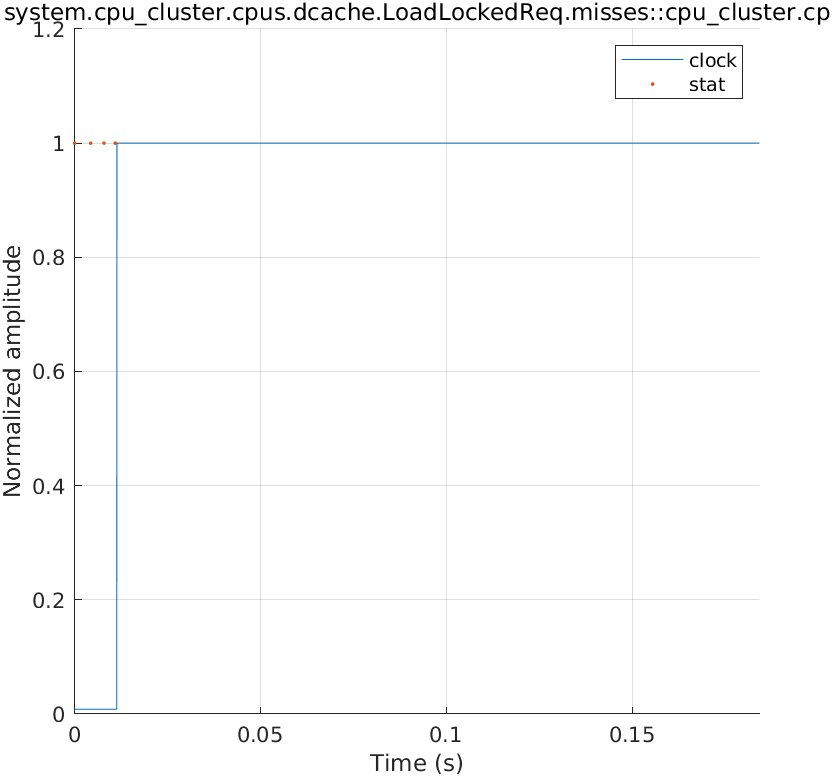 system.cpu_cluster.cpus.dcache.LoadLockedReq.misses::cpu_cluster.cp
1.2
clock
stat
1
0.8
Normalized amplitude
0.6
0.4
0.2
0
0
0.05
0.1
0.15
Time (s)